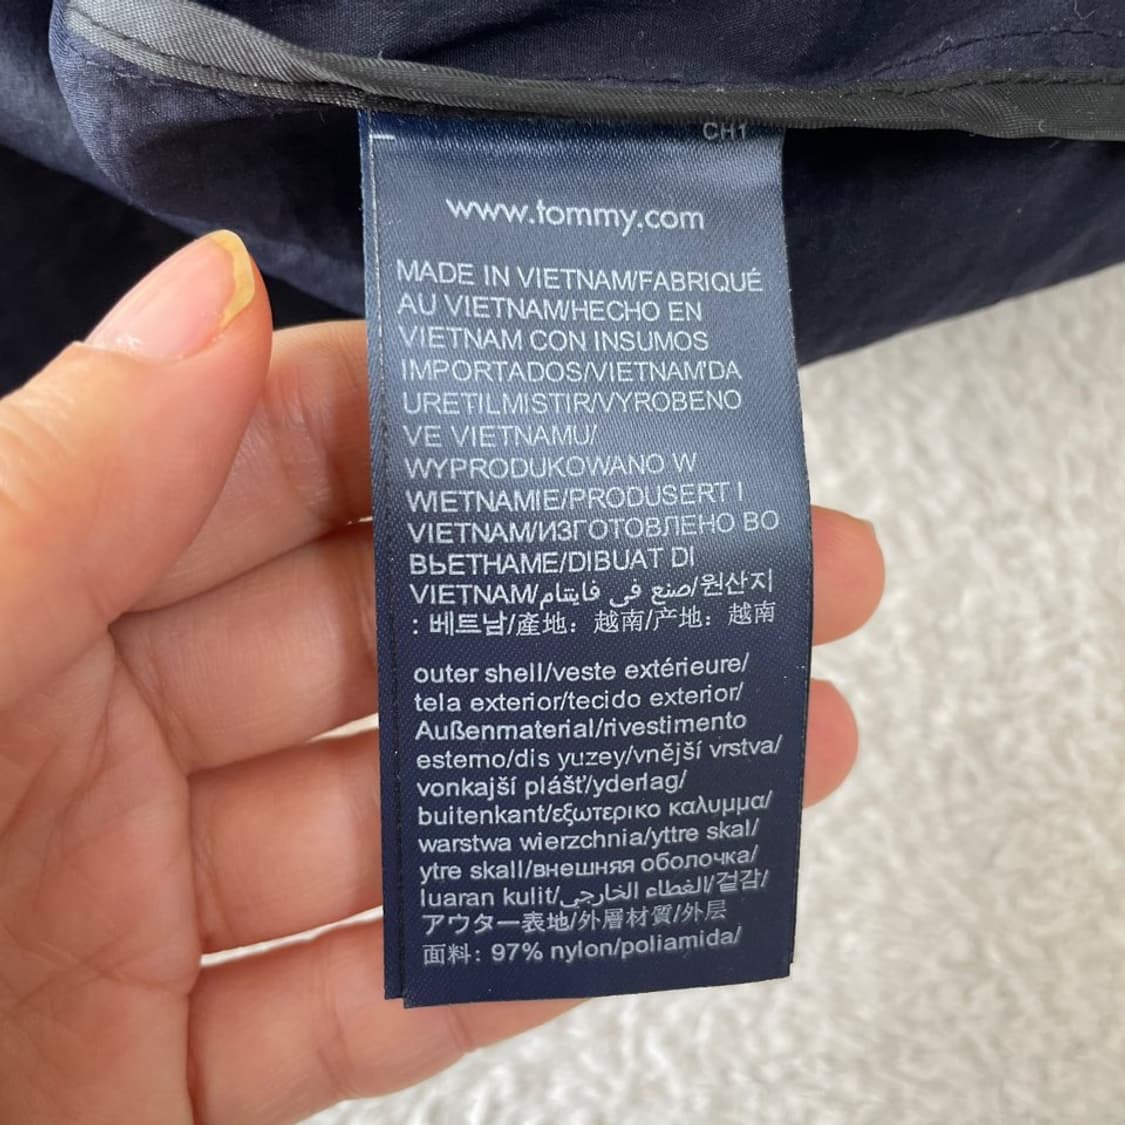 CH1
www.tommy.com
MADE IN VIETNAM/FABRIQUÉ
AU VIETNAM/HECHO EN
VIETNAM CON INSUMOS
IMPORTADOS/VIETNAM'DA
URETILMISTIR/VYROBENO
VE VIETNAMU/
WYPRODUKOWANO W
WIETNAMIE/PRODUSERT I
VIETNAM/ИЗГОТОВЛЕНО ВО
ВЬЕТНАМЕ/DIBUAT DI
VIETNAM/صنع في فايتنام/원산지
: 베트남/產地：越南/产地：越南
outer shell/veste extérieure/
tela exterior/tecido exterior/
Außenmaterial/rivestimento
esterno/dis yuzey/vnější vrstva/
vonkajší plášť/yderlag/
buitenkant/εξωτερικο καλυμμα/
warstwa wierzchnia/yttre skal/
ytre skall/внешняя оболочка/
luaran kulit/الغطاء الخارجي/겉감/
アウター表地/外層材質/外层
面料：97% nylon/poliamida/